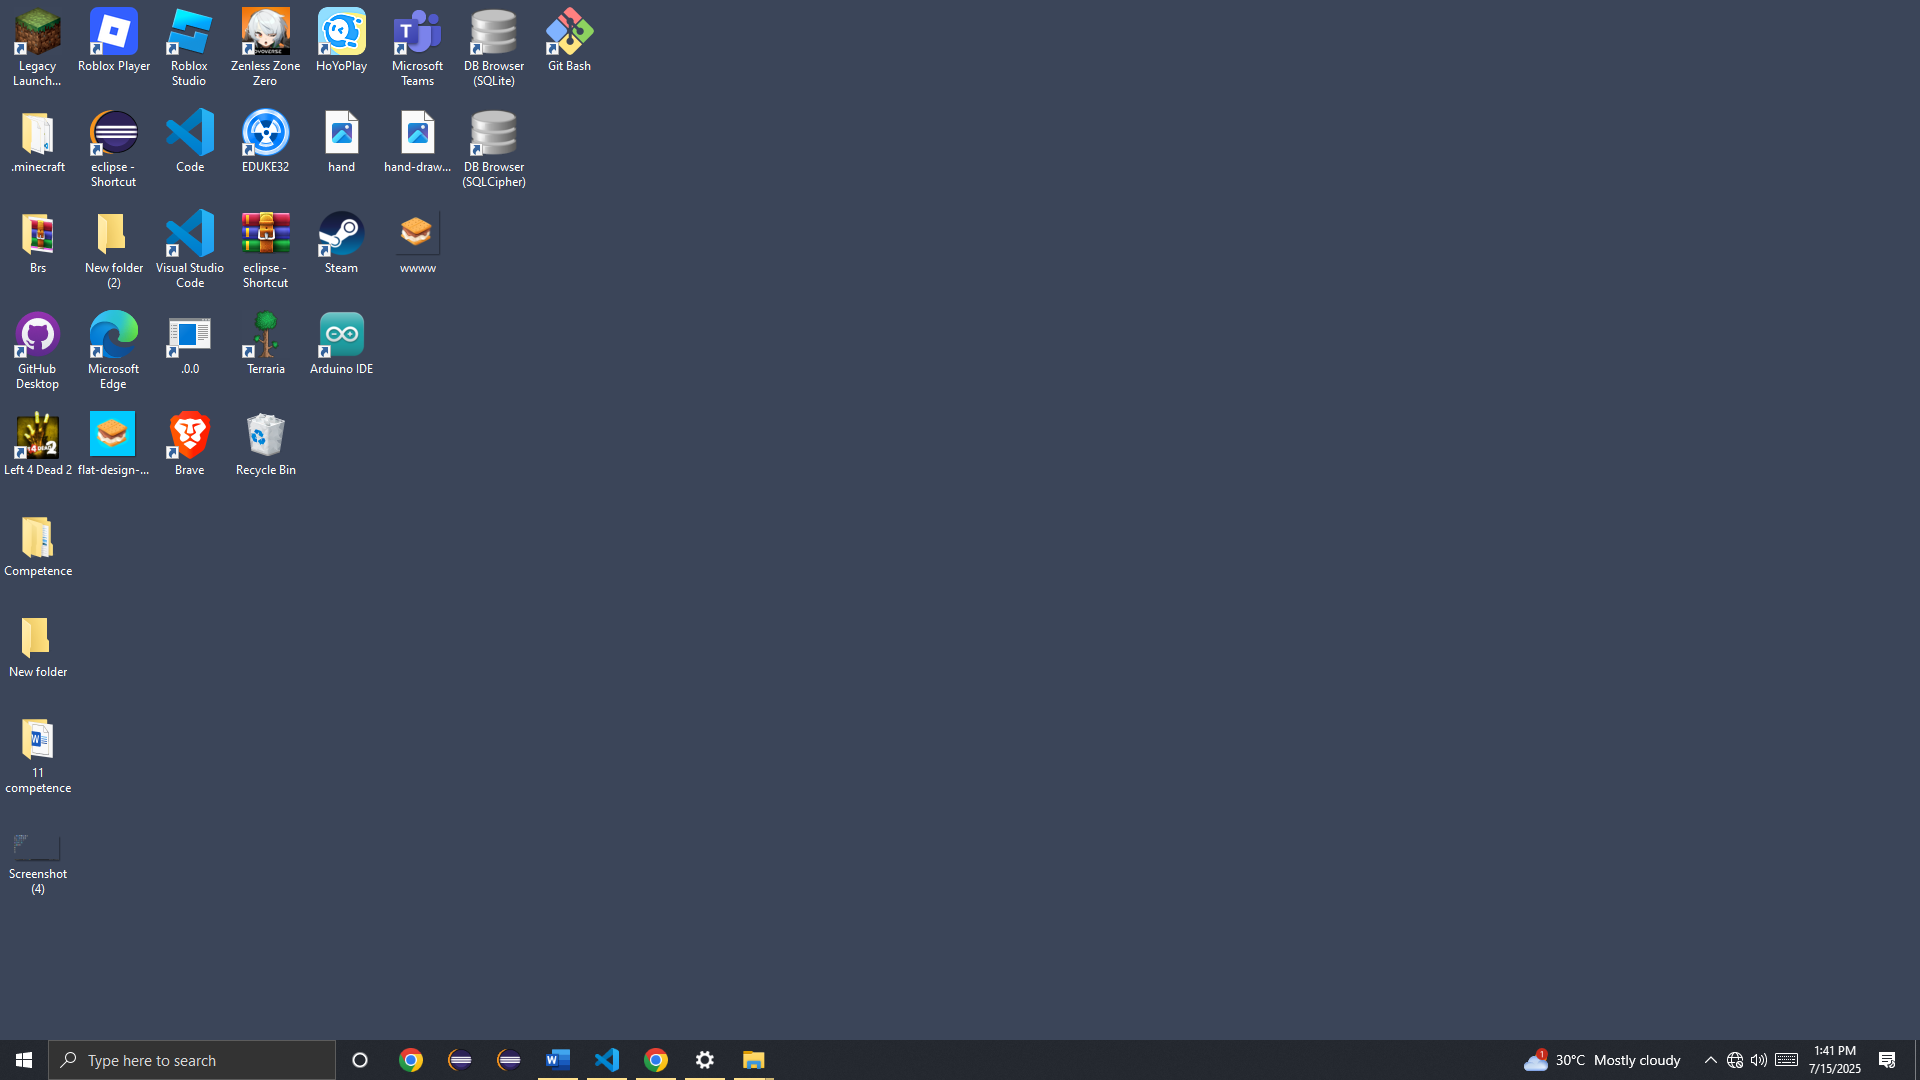 Legacy
Launch...
Roblox Player
Roblox
Studio
Zenless Zone
Zero
HoYoPlay
Microsoft
Teams
DB Browser
(SQLite)
Git Bash
.minecraft
eclipse -
Shortcut
Code
EDUKE32
hand
hand-draw...
DB Browser
(SQLCipher)
Brs
New folder
(2)
Visual Studio
Code
eclipse -
Shortcut
Steam
wwww
GitHub
Desktop
Microsoft
Edge
.0.0
Terraria
Arduino IDE
Left 4 Dead 2
flat-design-...
Brave
Recycle Bin
Competence
New folder
11
competence
Screenshot
(4)
Type here to search
1
30°C Mostly cloudy
1:41 PM
7/15/2025